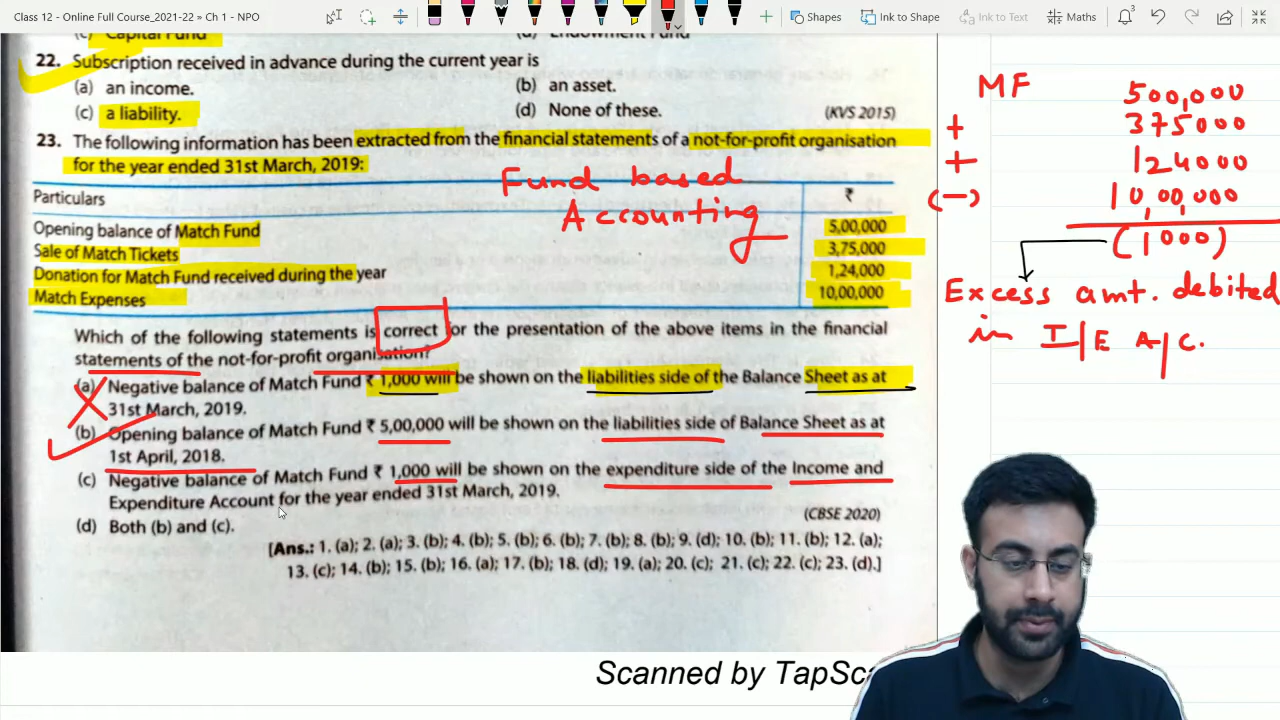 Class 12 - Online Full Course_2021-22 » Ch 1 - NPO
Shapes
Ink to Shape
Ink to Text
Maths
3
(c) Capital Fund
(d) Endowment Fund
22. Subscription received in advance during the current year is
(a) an income.
(b) an asset.
(c) a liability.
(d) None of these.
(KVS 2015)
23. The following information has been extracted from the financial statements of a not-for-profit organisation
for the year ended 31st March, 2019:
Particulars
₹
Opening balance of Match Fund
5,00,000
Sale of Match Tickets
3,75,000
Donation for Match Fund received during the year
1,24,000
Match Expenses
10,00,000
Fund based
Accounting
Which of the following statements is correct for the presentation of the above items in the financial
statements of the not-for-profit organisation?
(a) Negative balance of Match Fund ₹ 1,000 will be shown on the liabilities side of the Balance Sheet as at
31st March, 2019.
(b) Opening balance of Match Fund ₹ 5,00,000 will be shown on the liabilities side of Balance Sheet as at
1st April, 2018.
(c) Negative balance of Match Fund ₹ 1,000 will be shown on the expenditure side of the Income and
Expenditure Account for the year ended 31st March, 2019.
(d) Both (b) and (c).
(CBSE 2020)
[Ans.: 1. (a); 2. (a); 3. (b); 4. (b); 5. (b); 6. (b); 7. (b); 8. (b); 9. (d); 10. (b); 11. (b); 12. (a);
13. (c); 14. (b); 15. (b); 16. (a); 17. (b); 18. (d); 19. (a); 20. (c); 21. (c); 22. (c); 23. (d).]
MF 500,000
+ 375000
+ 124000
(-) 10,00,000
(1000)
Excess amt. debited
in I/E A/C.
Scanned by